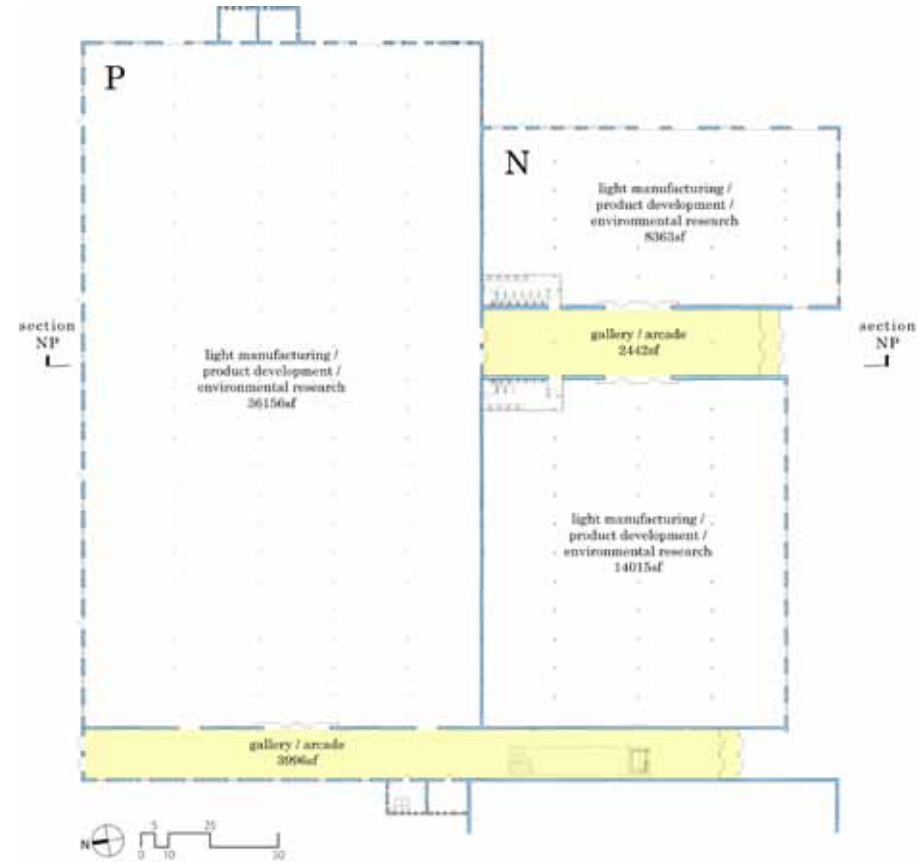 P
N
light manufacturing /
product development /
environmental research
8363sf
section
NP
gallery / arcade
2442sf
section
NP
light manufacturing /
product development /
environmental research
36156sf
light manufacturing /
product development /
environmental research
14015sf
gallery / arcade
3996sf
N
5
25
0
10
50